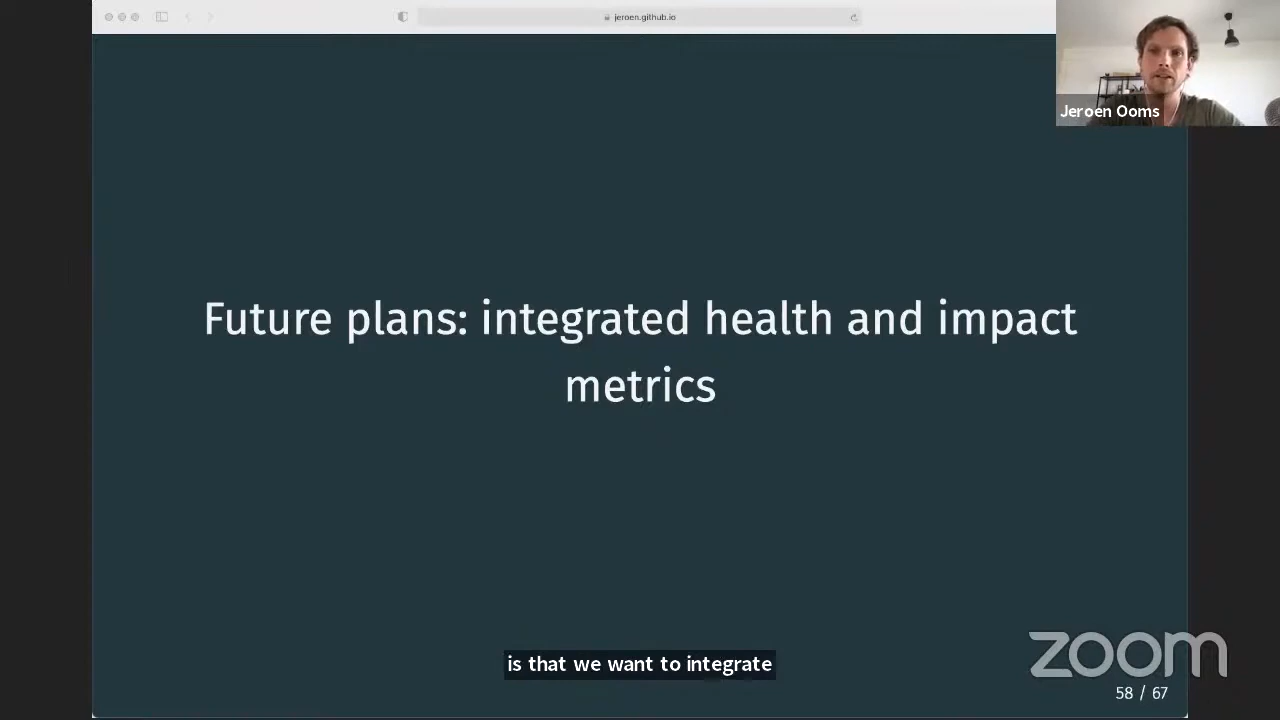 jeroen.github.io
Jeroen Ooms
Future plans: integrated health and impact
metrics
is that we want to integrate
zoom
58 / 67